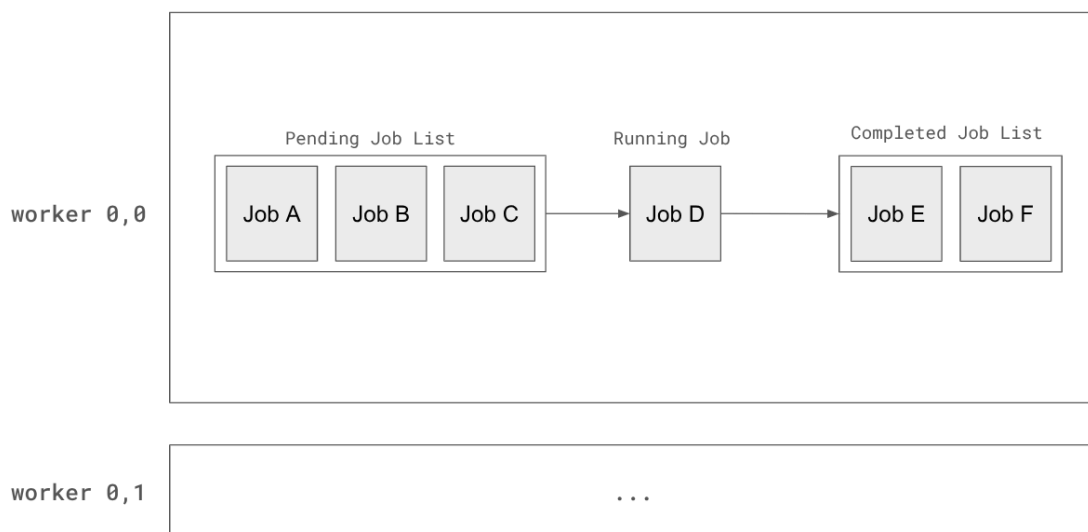 Pending Job List
Running Job
Completed Job List
worker 0,0
Job A
Job B
Job C
Job D
Job E
Job F
worker 0,1
...